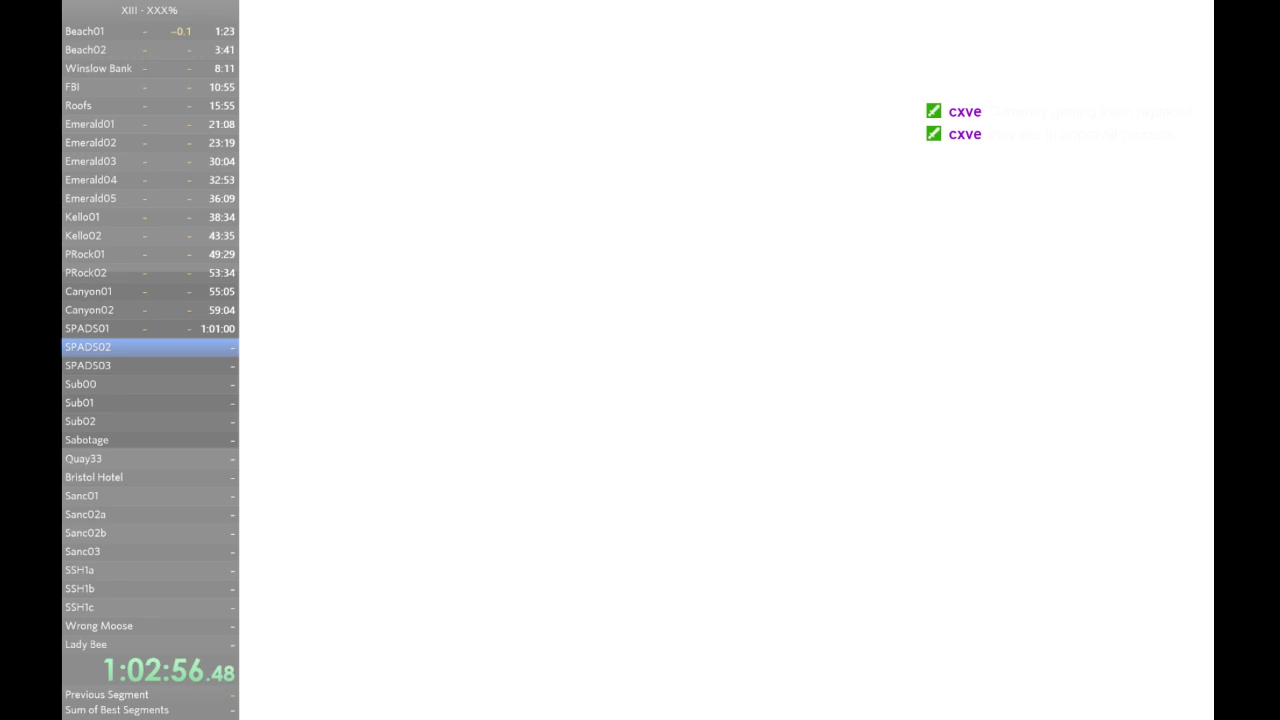 XIII - XXX%
Beach01 - −0.1 1:23
Beach02 - - 3:41
Winslow Bank - - 8:11
FBI - - 10:55
Roofs - - 15:55
Emerald01 - - 21:08
Emerald02 - - 23:19
Emerald03 - - 30:04
Emerald04 - - 32:53
Emerald05 - - 36:09
Kello01 - - 38:34
Kello02 - - 43:35
PRock01 - - 49:29
PRock02 - - 53:34
Canyon01 - - 55:05
Canyon02 - - 59:04
SPADS01 - - 1:01:00
SPADS02 -
SPADS03 -
Sub00 -
Sub01 -
Sub02 -
Sabotage -
Quay33 -
Bristol Hotel -
Sanc01 -
Sanc02a -
Sanc02b -
Sanc03 -
SSH1a -
SSH1b -
SSH1c -
Wrong Moose -
Lady Bee -
1:02:56.48
Previous Segment -
Sum of Best Segments -
cxve
cxve